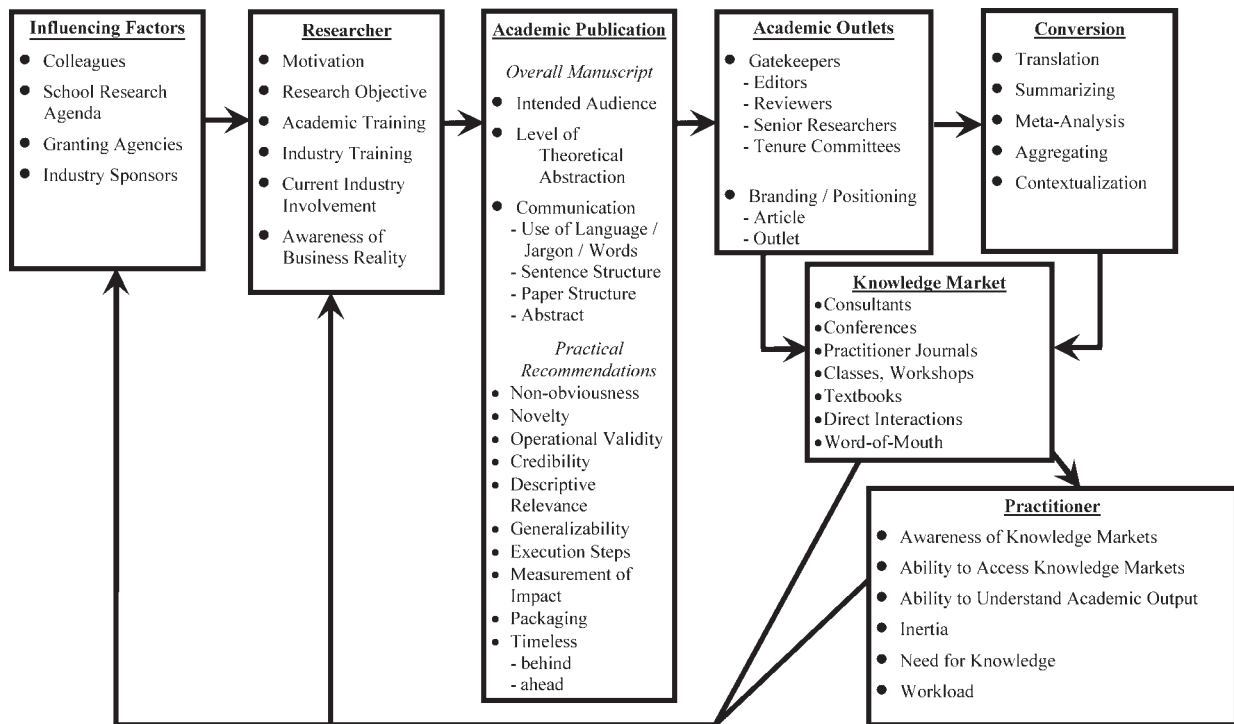 Influencing Factors
● Colleagues
● School Research
Agenda
● Granting Agencies
● Industry Sponsors
Researcher
● Motivation
● Research Objective
● Academic Training
● Industry Training
● Current Industry
Involvement
● Awareness of
Business Reality
Academic Publication
Overall Manuscript
● Intended Audience
● Level of
Theoretical
Abstraction
● Communication
- Use of Language /
Jargon / Words
- Sentence Structure
- Paper Structure
- Abstract
Practical
Recommendations
• Non-obviousness
• Novelty
• Operational Validity
• Credibility
• Descriptive
Relevance
• Generalizability
• Execution Steps
• Measurement of
Impact
• Packaging
• Timeless
- behind
- ahead
Academic Outlets
● Gatekeepers
- Editors
- Reviewers
- Senior Researchers
- Tenure Committees
● Branding / Positioning
- Article
- Outlet
Conversion
● Translation
● Summarizing
● Meta-Analysis
● Aggregating
● Contextualization
Knowledge Market
•Consultants
•Conferences
•Practitioner Journals
•Classes, Workshops
•Textbooks
•Direct Interactions
•Word-of-Mouth
Practitioner
● Awareness of Knowledge Markets
● Ability to Access Knowledge Markets
● Ability to Understand Academic Output
● Inertia
● Need for Knowledge
● Workload